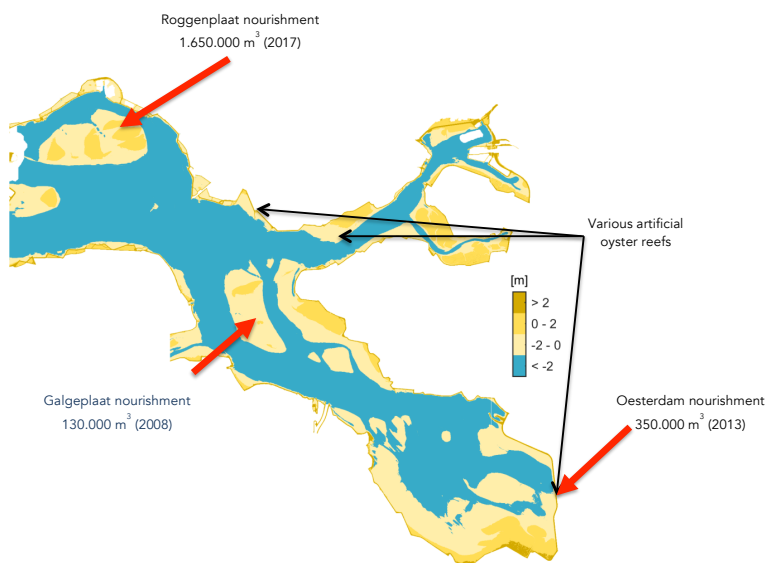 Roggenplaat nourishment
1.650.000 m³ (2017)
Various artificial
oyster reefs
[m]
> 2
0 - 2
-2 - 0
< -2
Galgeplaat nourishment
130.000 m³ (2008)
Oesterdam nourishment
350.000 m³ (2013)